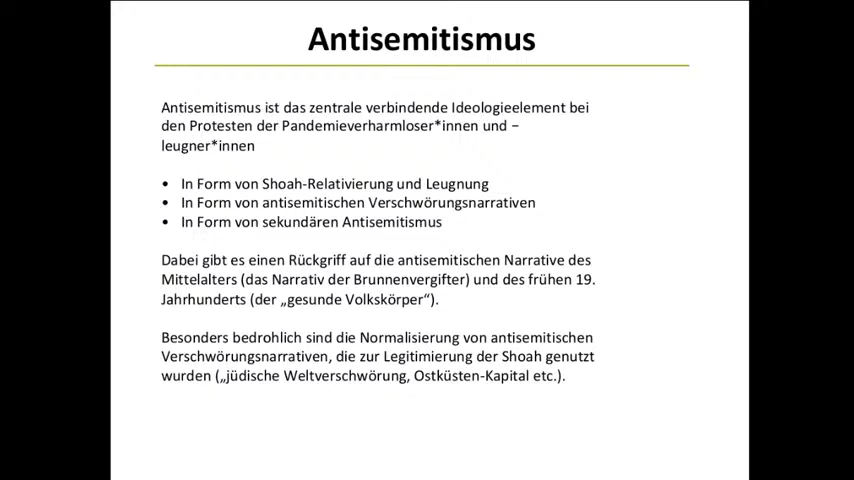 Antisemitismus
Antisemitismus ist das zentrale verbindende Ideologieelement bei
den Protesten der Pandemieverharmloser*innen und −
leugner*innen
• In Form von Shoah-Relativierung und Leugnung
• In Form von antisemitischen Verschwörungsnarrativen
• In Form von sekundären Antisemitismus
Dabei gibt es einen Rückgriff auf die antisemitischen Narrative des
Mittelalters (das Narrativ der Brunnenvergifter) und des frühen 19.
Jahrhunderts (der „gesunde Volkskörper“).
Besonders bedrohlich sind die Normalisierung von antisemitischen
Verschwörungsnarrativen, die zur Legitimierung der Shoah genutzt
wurden („jüdische Weltverschwörung, Ostküsten-Kapital etc.).